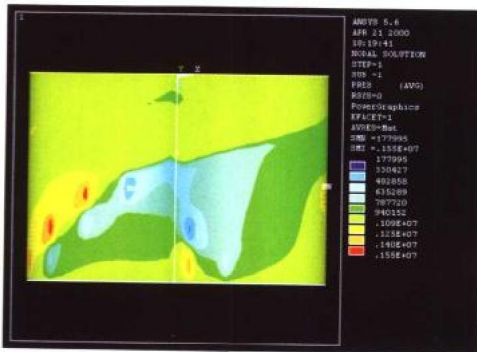 1
ANSYS 5.6
APR 21 2000
18:19:41
NODAL SOLUTION
STEP=1
SUB =1
PRES (AVG)
RSYS=0
PowerGraphics
EFACET=1
AVRES=Mat
SMN =177995
SMX =.155E+07
Y X
177995
330427
482858
635289
787720
940152
.109E+07
.125E+07
.140E+07
.155E+07